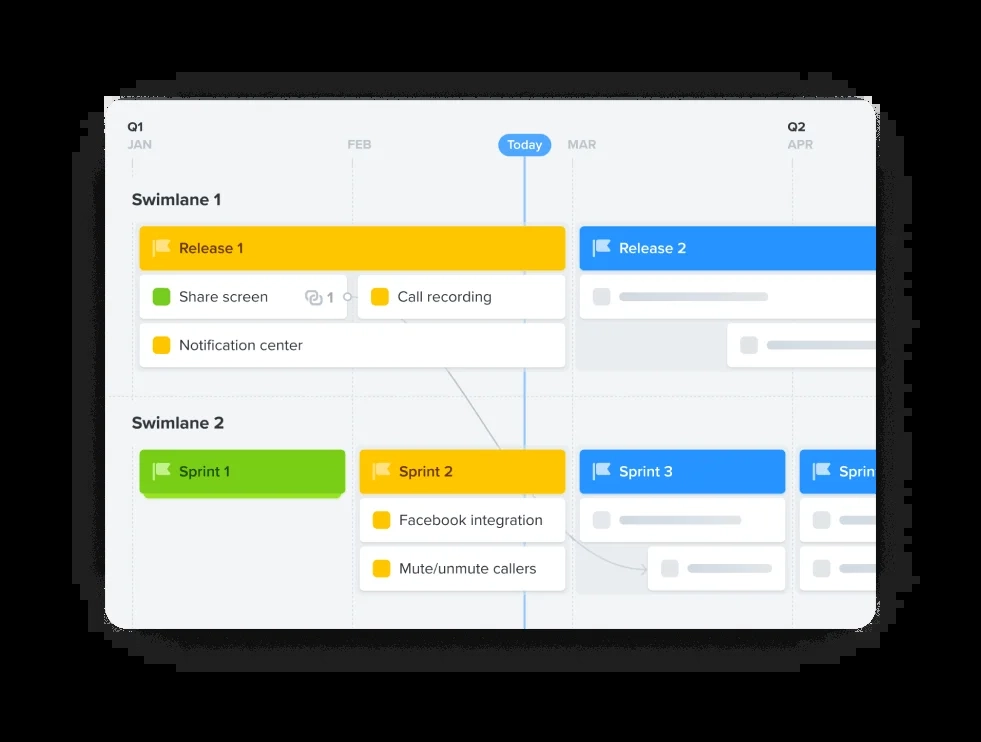 Q1
Q2
JAN
FEB
Today
MAR
APR
Swimlane 1
Release 1
Release 2
Share screen
1
Call recording
Notification center
Swimlane 2
Sprint 1
Sprint 2
Sprint 3
Sprin
Facebook integration
Mute/unmute callers